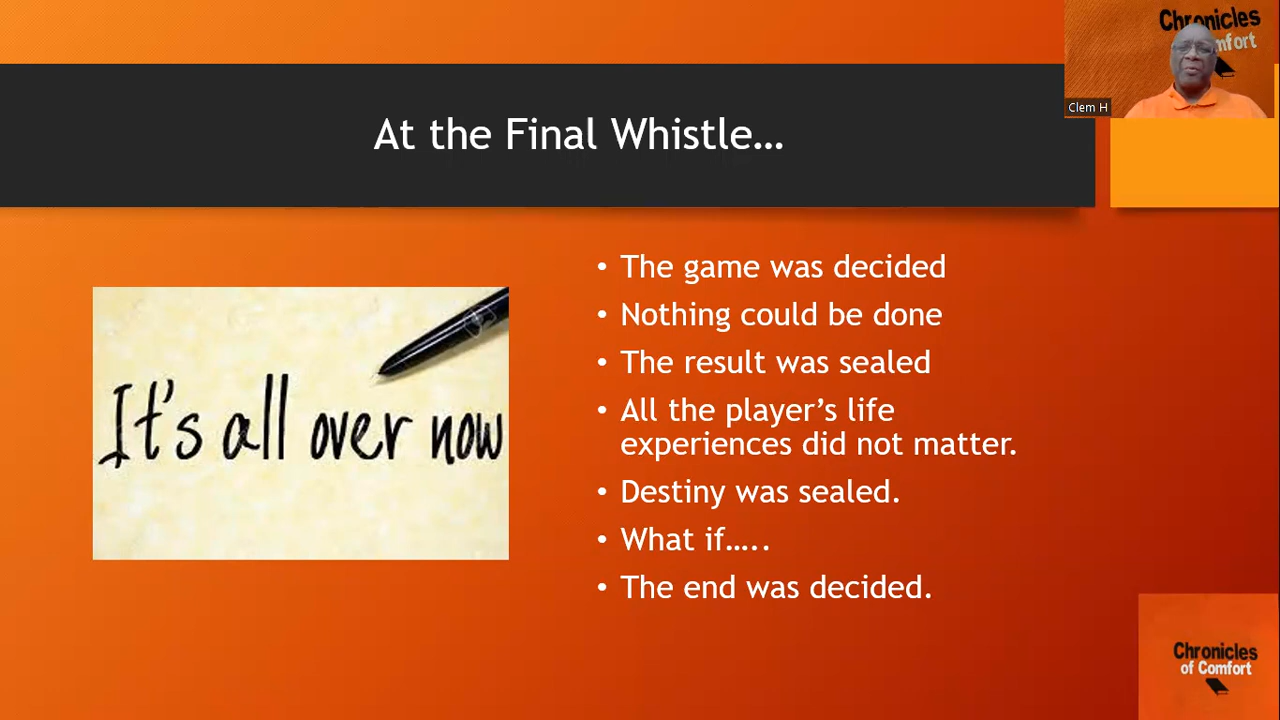 Chronicles
of Comfort
Clem H
At the Final Whistle…
It's all over now
• The game was decided
• Nothing could be done
• The result was sealed
• All the player’s life
experiences did not matter.
• Destiny was sealed.
• What if…..
• The end was decided.
Chronicles
of Comfort